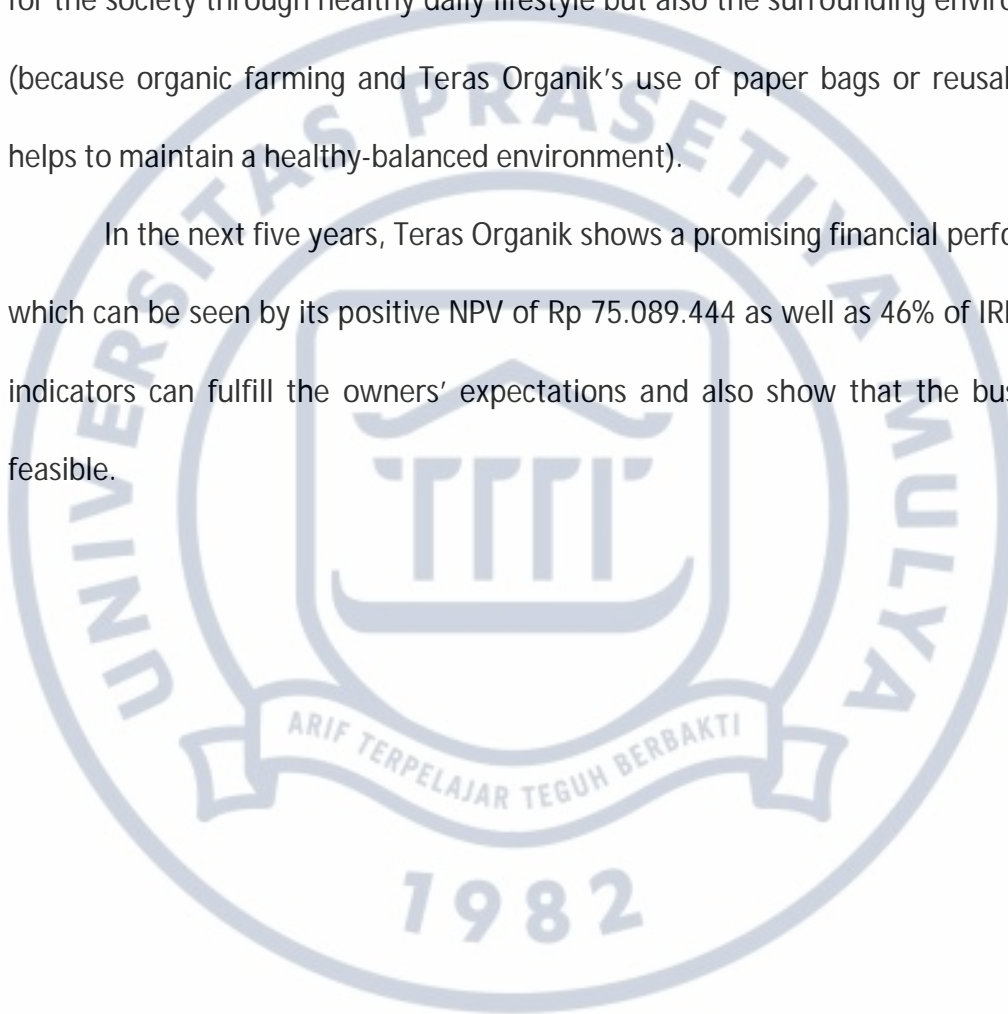 for the society through healthy daily lifestyle but also the surrounding enviro
(because organic farming and Teras Organik's use of paper bags or reusa
helps to maintain a healthy-balanced environment).
In the next five years, Teras Organik shows a promising financial perfo
which can be seen by its positive NPV of Rp 75.089.444 as well as 46% of IR
indicators can fulfill the owners' expectations and also show that the bus
feasible.
UNIVERSITAS PRASETIYA MULYA
ARIF TERPELAJAR TEGUH BERBAKTI
1982